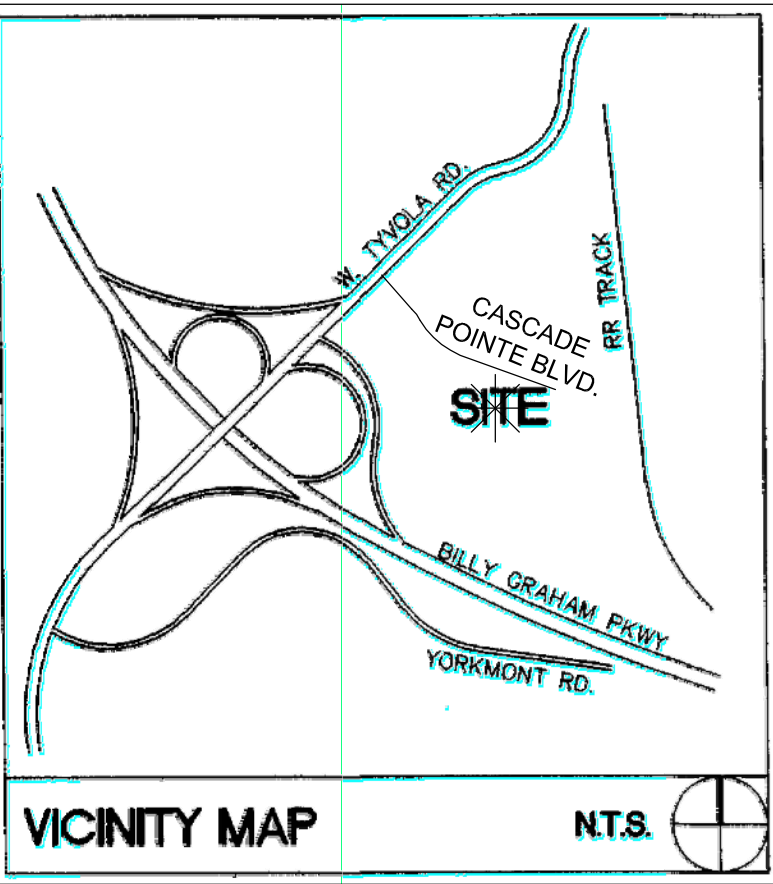 W. TYVOLA RD.
RR TRACK
CASCADE
POINTE BLVD.
SITE
BILLY GRAHAM PKWY
YORKMONT RD.
VICINITY MAP
N.T.S.